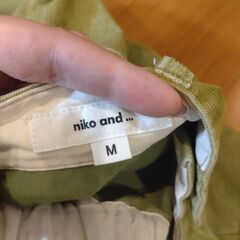 niko and ...
M